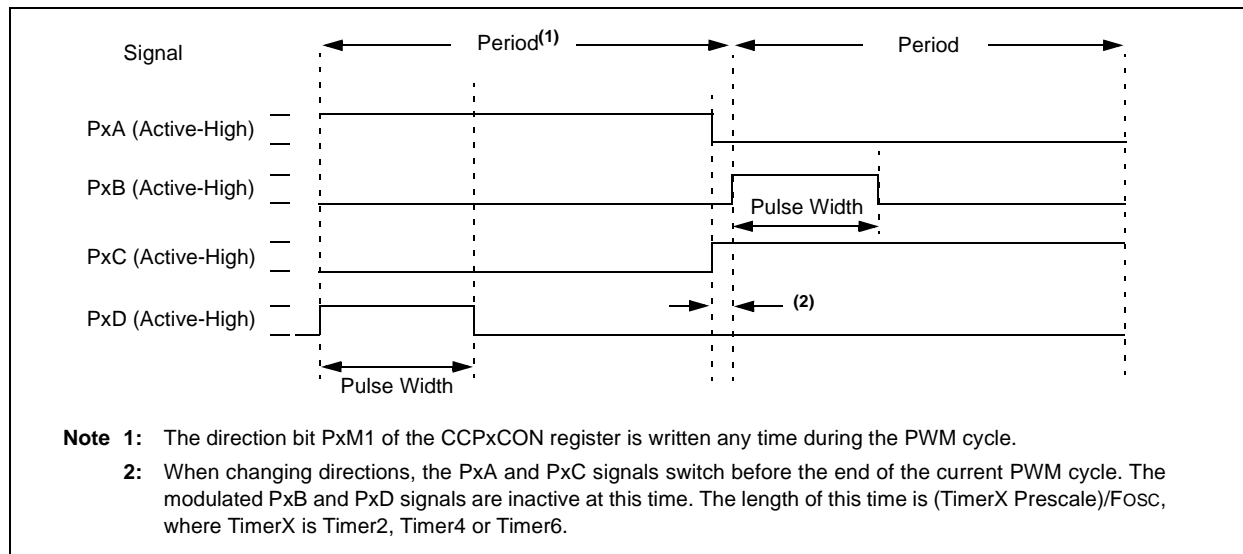 Signal
Period(1)
Period
PxA (Active-High)
PxB (Active-High)
Pulse Width
PxC (Active-High)
(2)
PxD (Active-High)
Pulse Width
Note 1: The direction bit PxM1 of the CCPxCON register is written any time during the PWM cycle.
2: When changing directions, the PxA and PxC signals switch before the end of the current PWM cycle. The
modulated PxB and PxD signals are inactive at this time. The length of this time is (TimerX Prescale)/FOSC,
where TimerX is Timer2, Timer4 or Timer6.